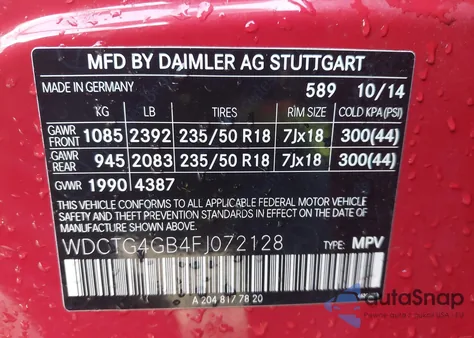 MFD BY DAIMLER AG STUTTGART
MADE IN GERMANY 589 10/14
KG LB TIRES RIM SIZE COLD KPA(PSI)
GAWR FRONT 1085 2392 235/50 R18 7Jx18 300(44)
GAWR REAR 945 2083 235/50 R18 7Jx18 300(44)
GVWR 1990 4387
THIS VEHICLE CONFORMS TO ALL APPLICABLE FEDERAL MOTOR VEHICLE
SAFETY AND THEFT PREVENTION STANDARDS IN EFFECT ON THE DATE
OF MANUFACTURE SHOWN ABOVE.
WDCTG4GB4FJ072128 TYPE: MPV
A 204 817 78 20
autoSnap